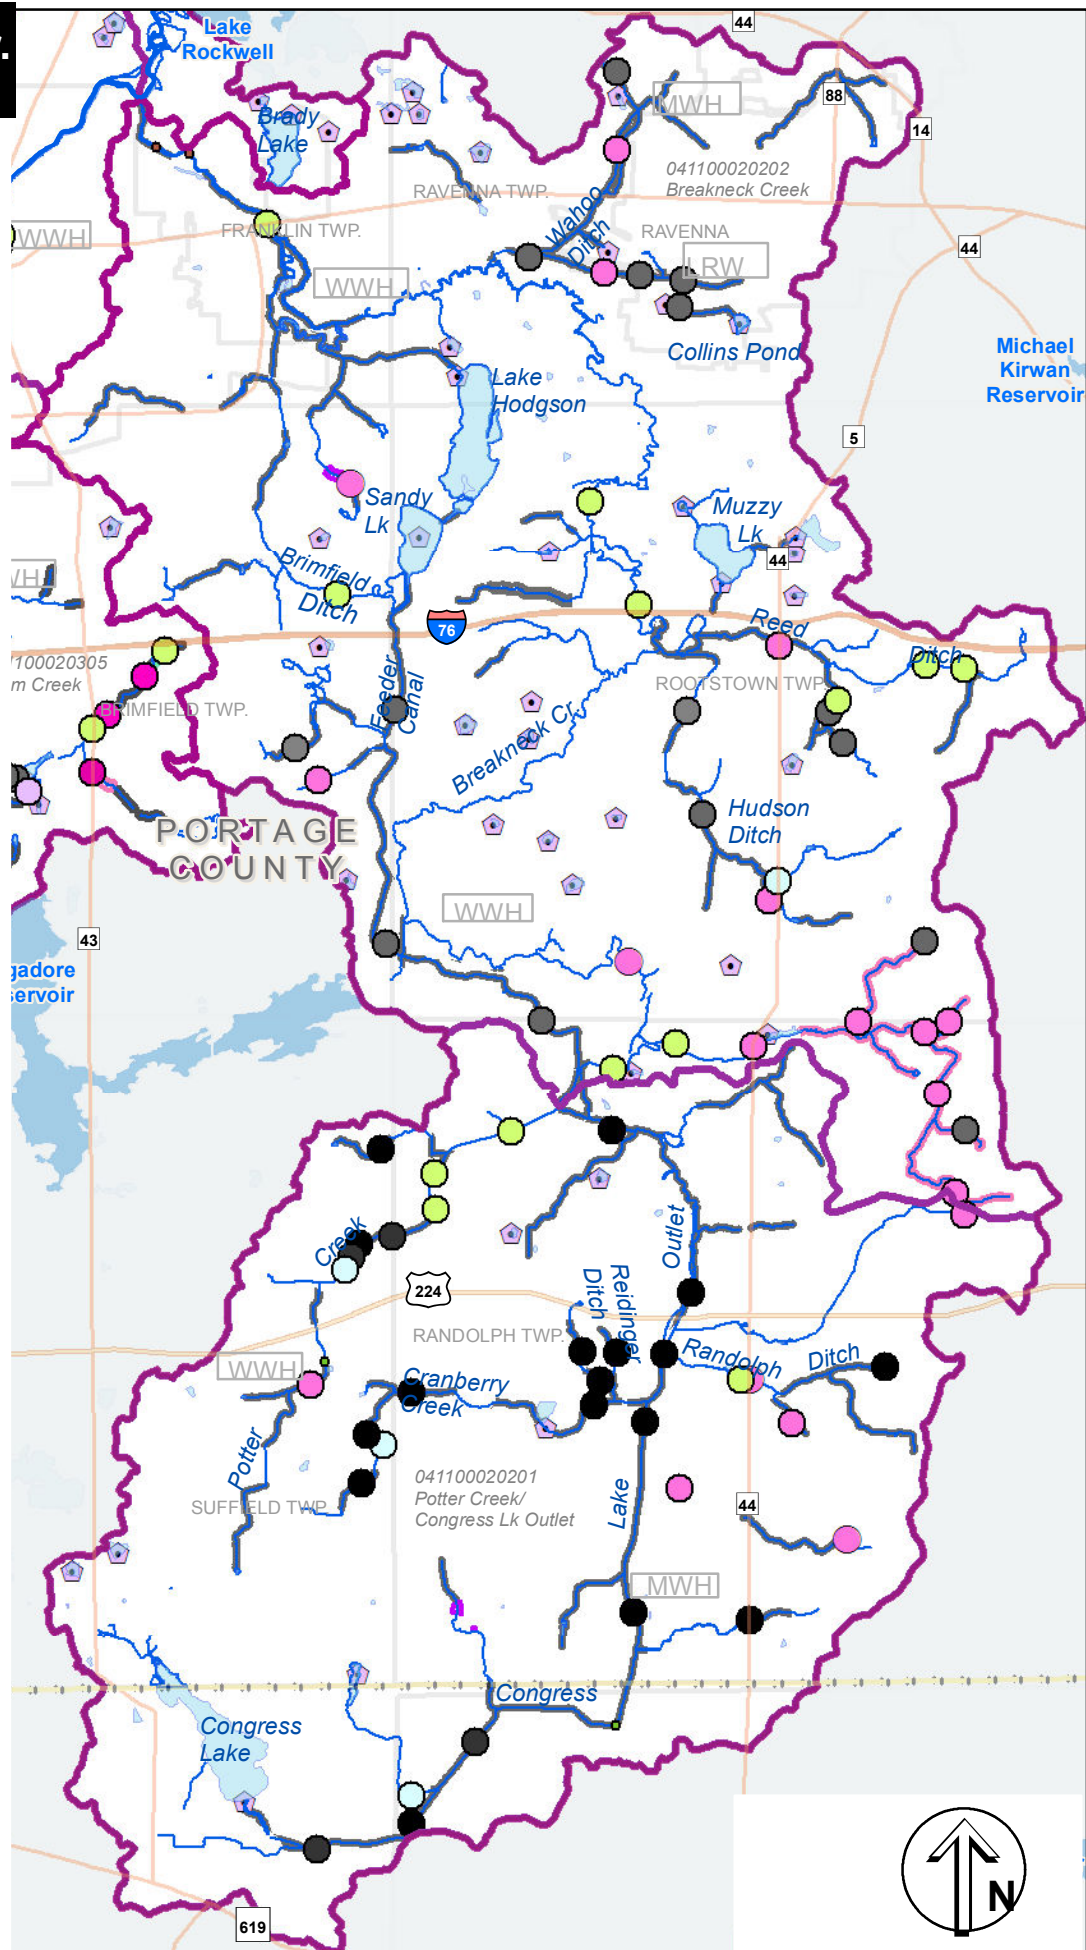 44
Lake
Rockwell
MWH
88
Brady
Lake
14
041100020202
Breakneck Creek
RAVENNA TWP.
Wahoo
Ditch
WWH
FRANKLIN TWP.
RAVENNA
44
LRW
WWH
Collins Pond
Michael
Kirwan
Reservoir
Lake
Hodgson
5
Sandy
Lk
Muzzy
Lk
44
Brimfield
Ditch
76
Reed
Ditch
100020305
m Creek
ROOTSTOWN TWP.
BRIMFIELD TWP.
Feeder
Canal
Breakneck Cr.
Hudson
Ditch
PORTAGE
COUNTY
WWH
43
gadore
servoir
Creek
Outlet
224
Reidinger
Ditch
RANDOLPH TWP.
WWH
Randolph
Ditch
Cranberry
Creek
Potter
041100020201
Potter Creek/
Congress Lk Outlet
SUFFIELD TWP.
Lake
44
MWH
Congress
Congress
Lake
N
619